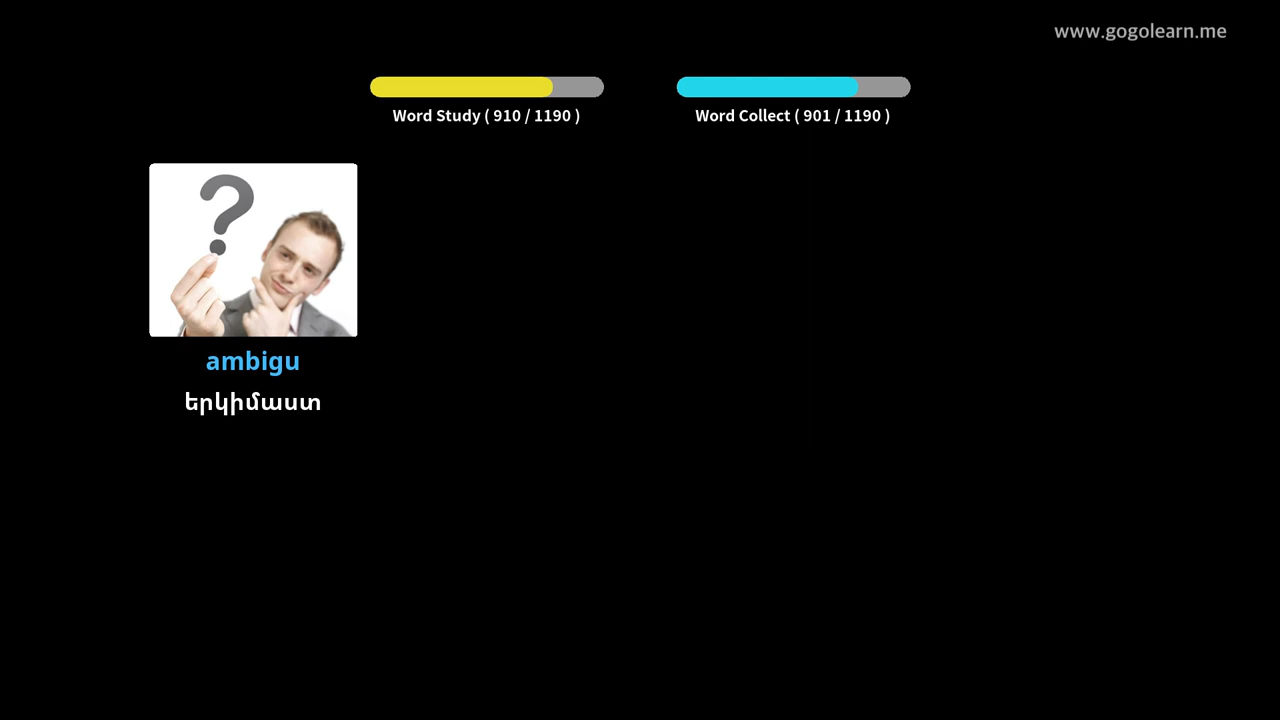 www.gogolearn.me
Word Study ( 910 / 1190 )
Word Collect ( 901 / 1190 )
?
ambigu
երկիմաստ